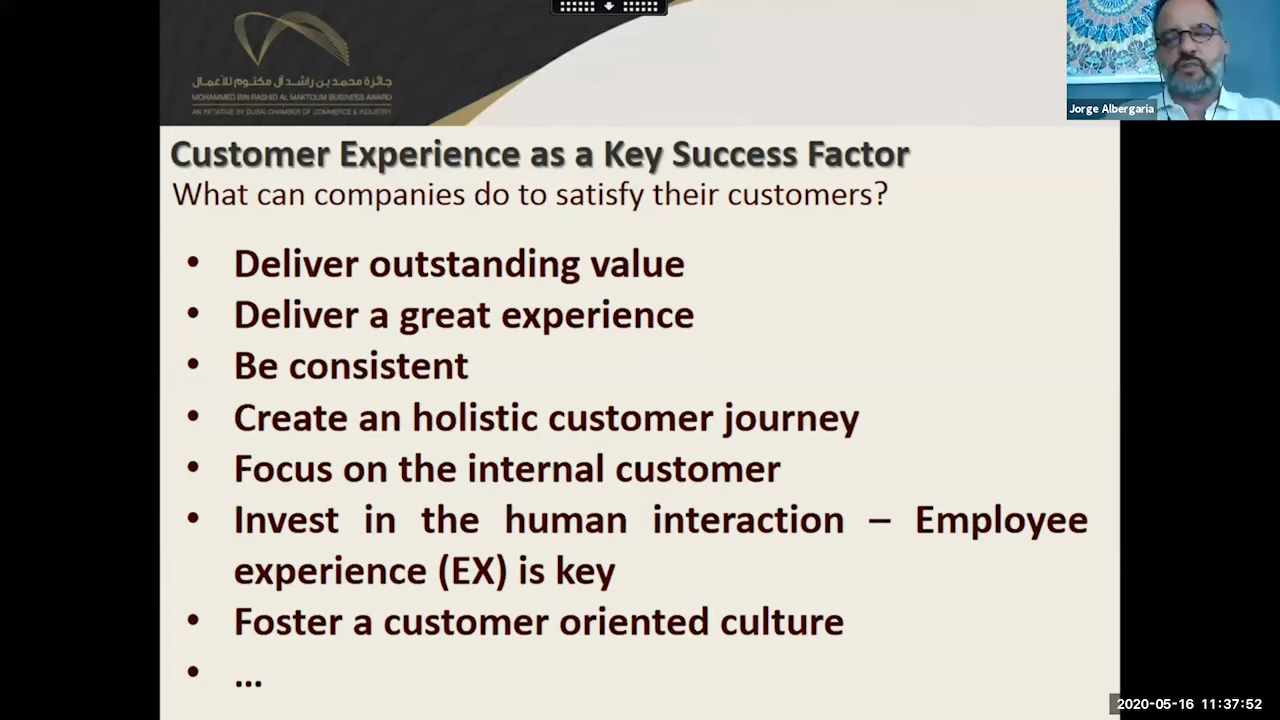 جائزة محمد بن راشد آل مكتوم للأعمال
MOHAMMED BIN RASHID AL MAKTOUM BUSINESS AWARD
AN INITIATIVE BY DUBAI CHAMBER OF COMMERCE & INDUSTRY
Jorge Albergaria
Customer Experience as a Key Success Factor
What can companies do to satisfy their customers?
• Deliver outstanding value
• Deliver a great experience
• Be consistent
• Create an holistic customer journey
• Focus on the internal customer
• Invest in the human interaction – Employee
experience (EX) is key
• Foster a customer oriented culture
• ...
2020-05-16 11:37:52